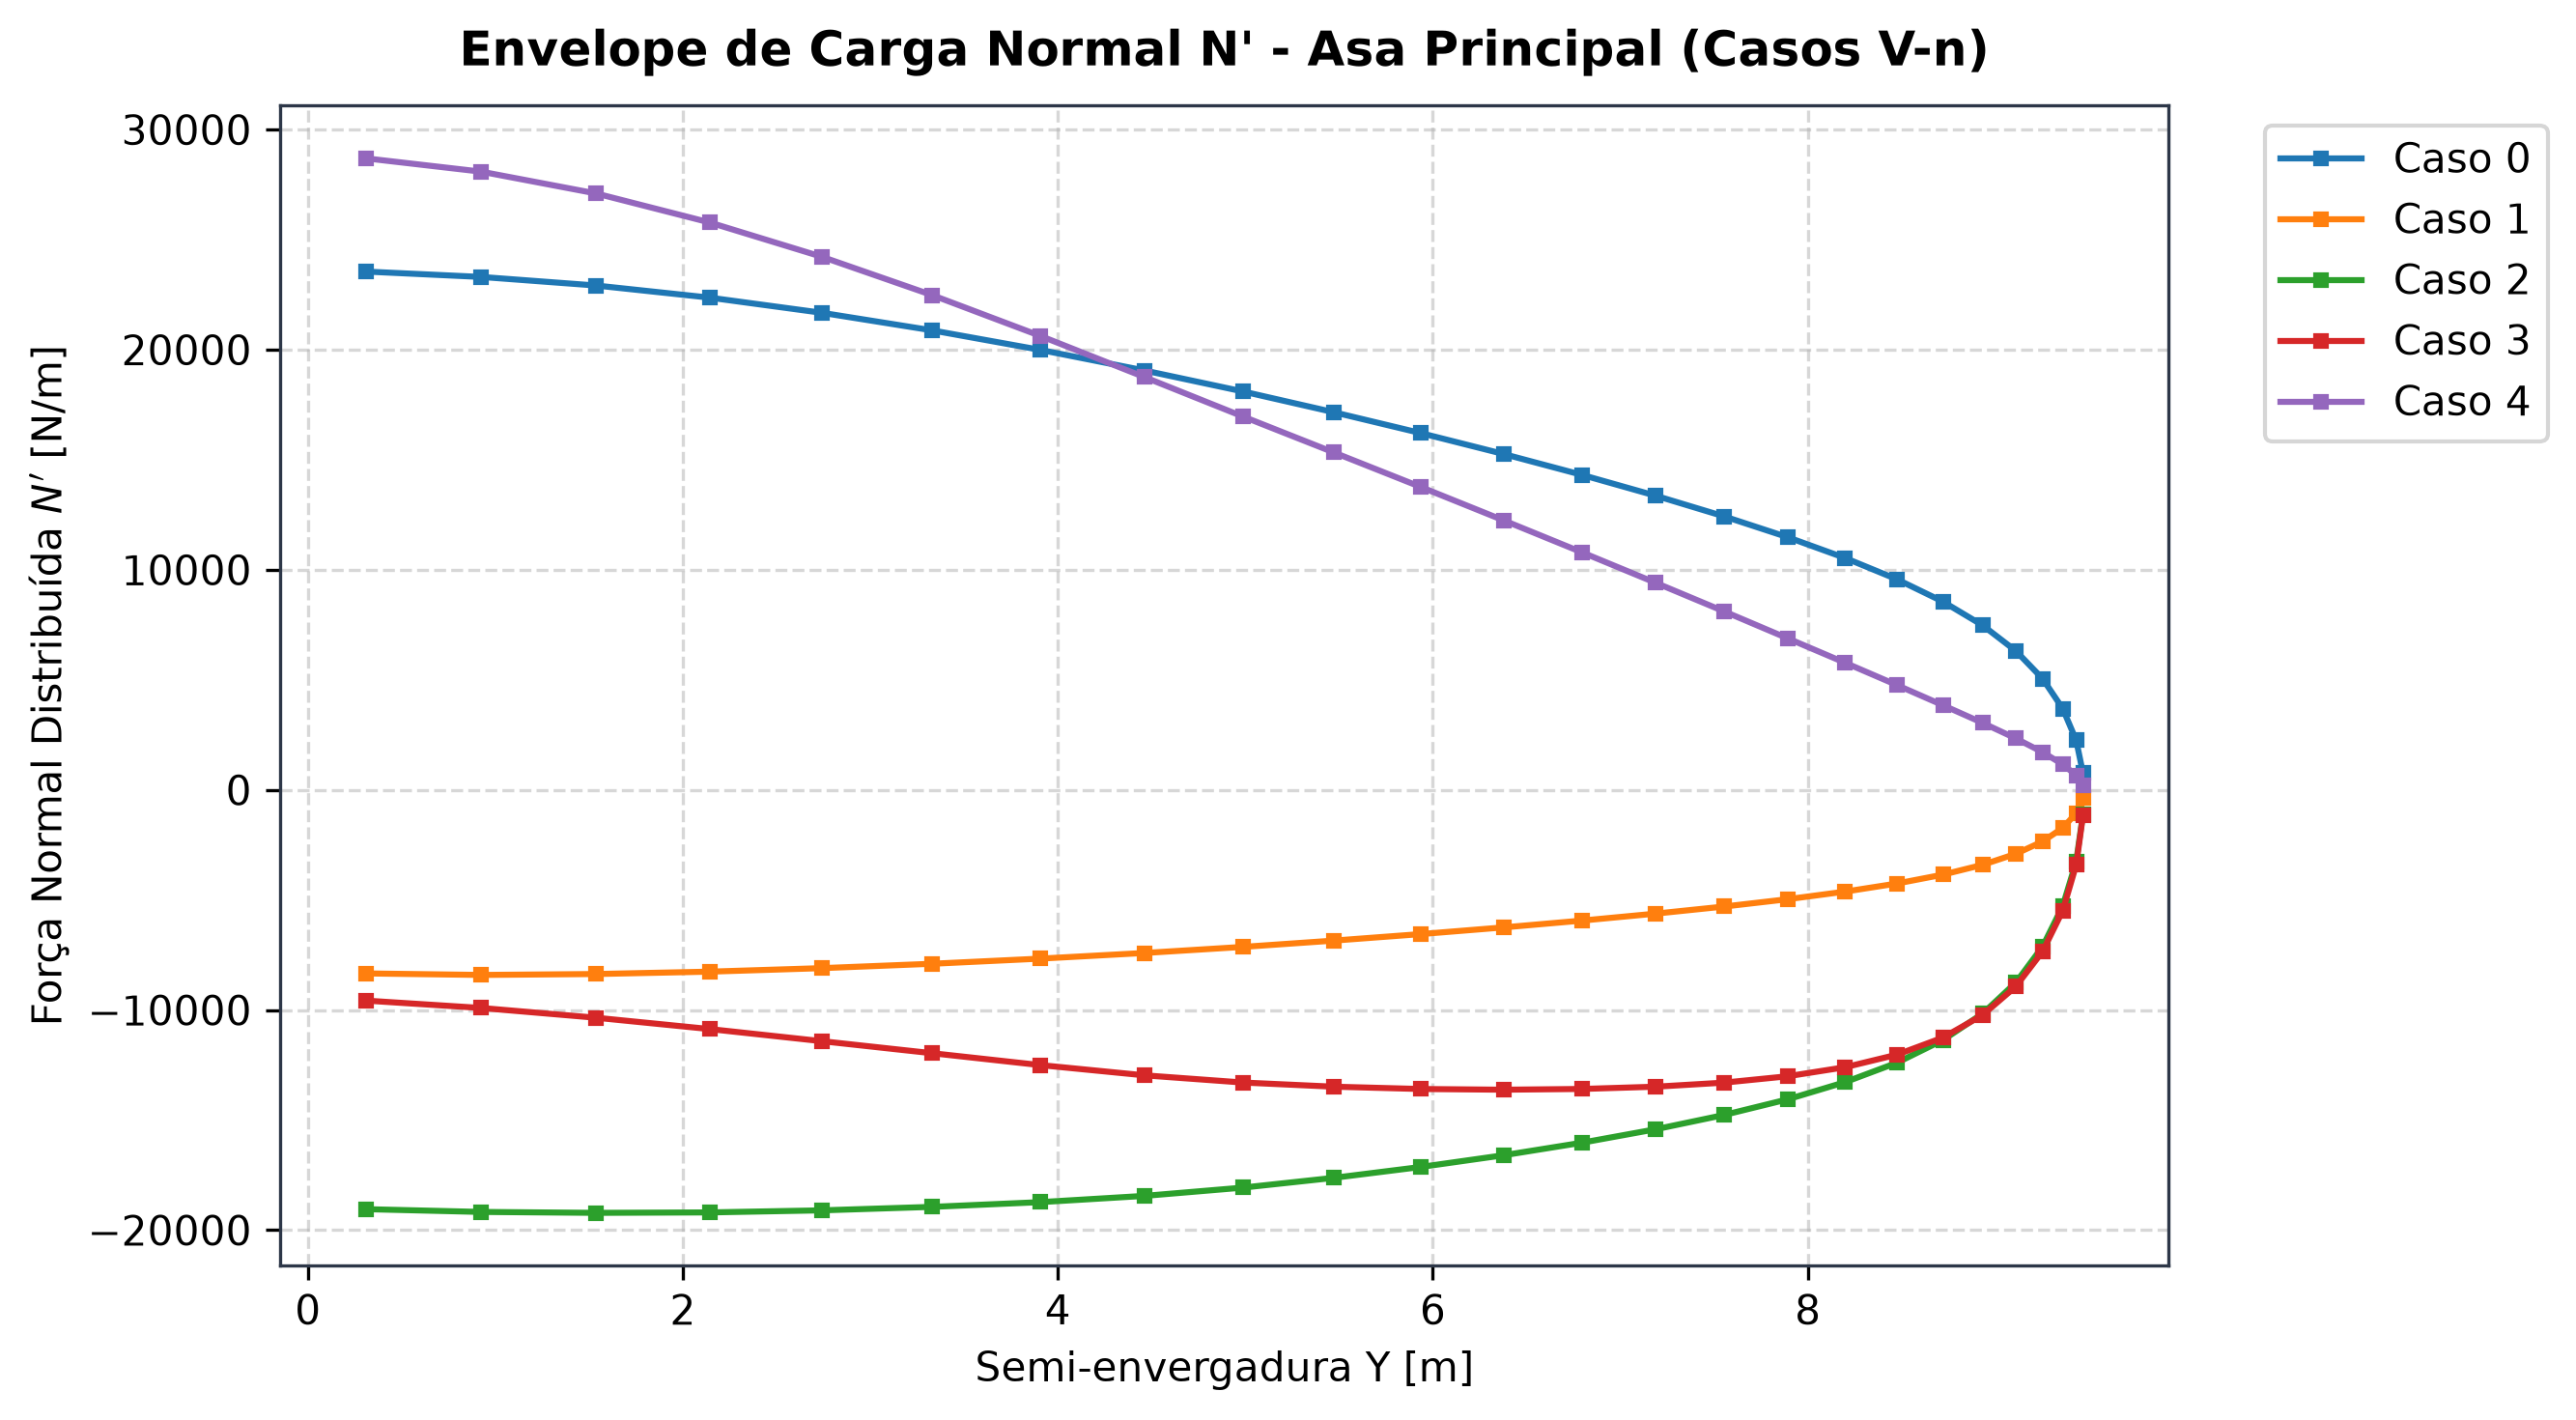 Envelope de Carga Normal N' - Asa Principal (Casos V-n)
Força Normal Distribuída N′ [N/m]
30000
20000
10000
0
−10000
−20000
0 2 4 6 8
Semi-envergadura Y [m]
Caso 0
Caso 1
Caso 2
Caso 3
Caso 4